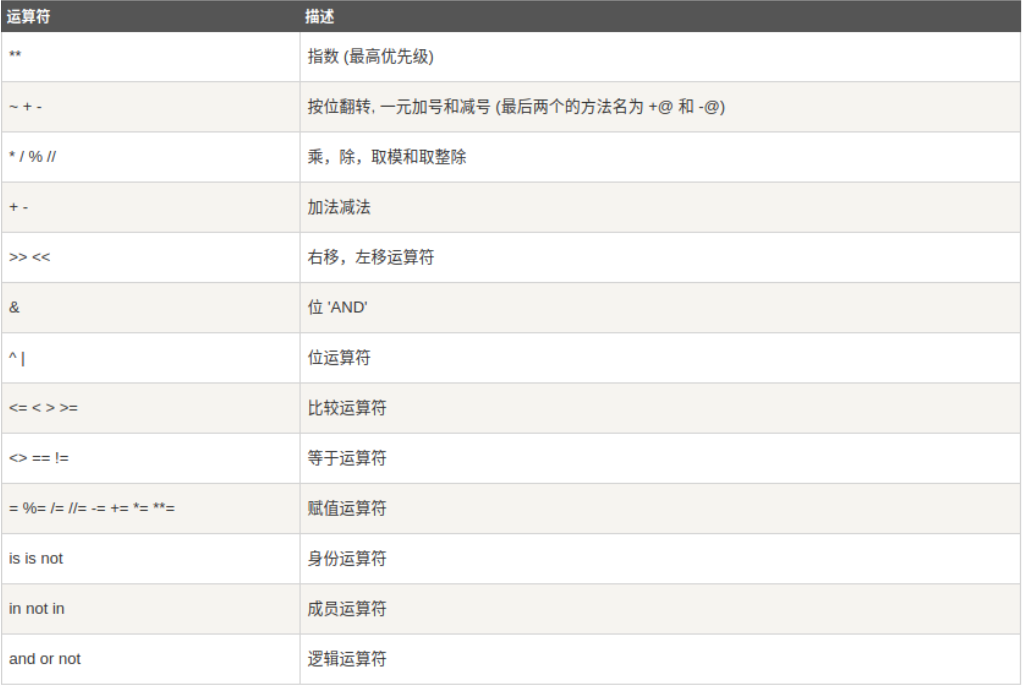 运算符 描述
** 指数 (最高优先级)
~ + - 按位翻转, 一元加号和减号 (最后两个的方法名为 +@ 和 -@)
* / % // 乘，除，取模和取整除
+ - 加法减法
>> << 右移，左移运算符
& 位 'AND'
^ | 位运算符
<= < > >= 比较运算符
<> == != 等于运算符
= %= /= //= -= += *= **= 赋值运算符
is is not 身份运算符
in not in 成员运算符
and or not 逻辑运算符